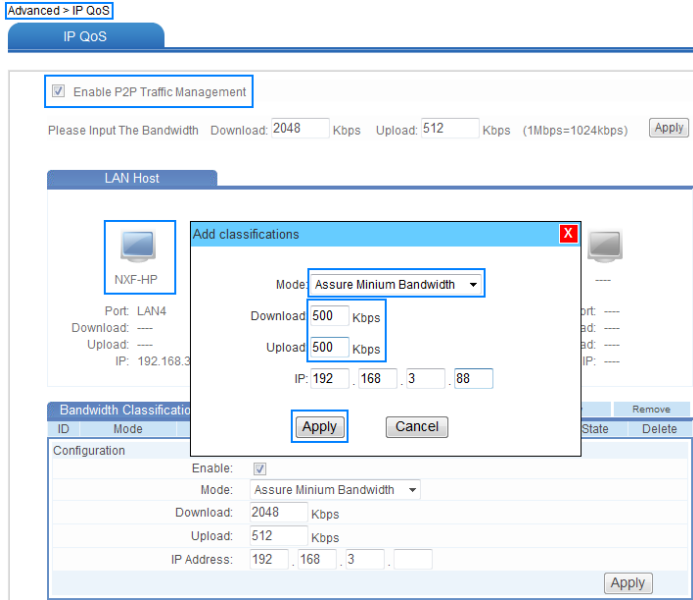 Advanced > IP QoS
IP QoS
Enable P2P Traffic Management
Please Input The Bandwidth Download: 2048 Kbps Upload: 512 Kbps (1Mbps=1024kbps) Apply
LAN Host
Add classifications X
NXF-HP
----
Mode: Assure Minium Bandwidth
Port: LAN4
Download: ----
Upload: ----
IP: 192.168.3
Download: 500 Kbps
Upload: 500 Kbps
IP: 192 . 168 . 3 . 88
Apply Cancel
ort: ----
ad: ----
ad: ----
IP: ----
Bandwidth Classificatio Remove
ID Mode State Delete
Configuration
Enable:
Mode: Assure Minium Bandwidth
Download: 2048 Kbps
Upload: 512 Kbps
IP Address: 192 . 168 . 3 .
Apply